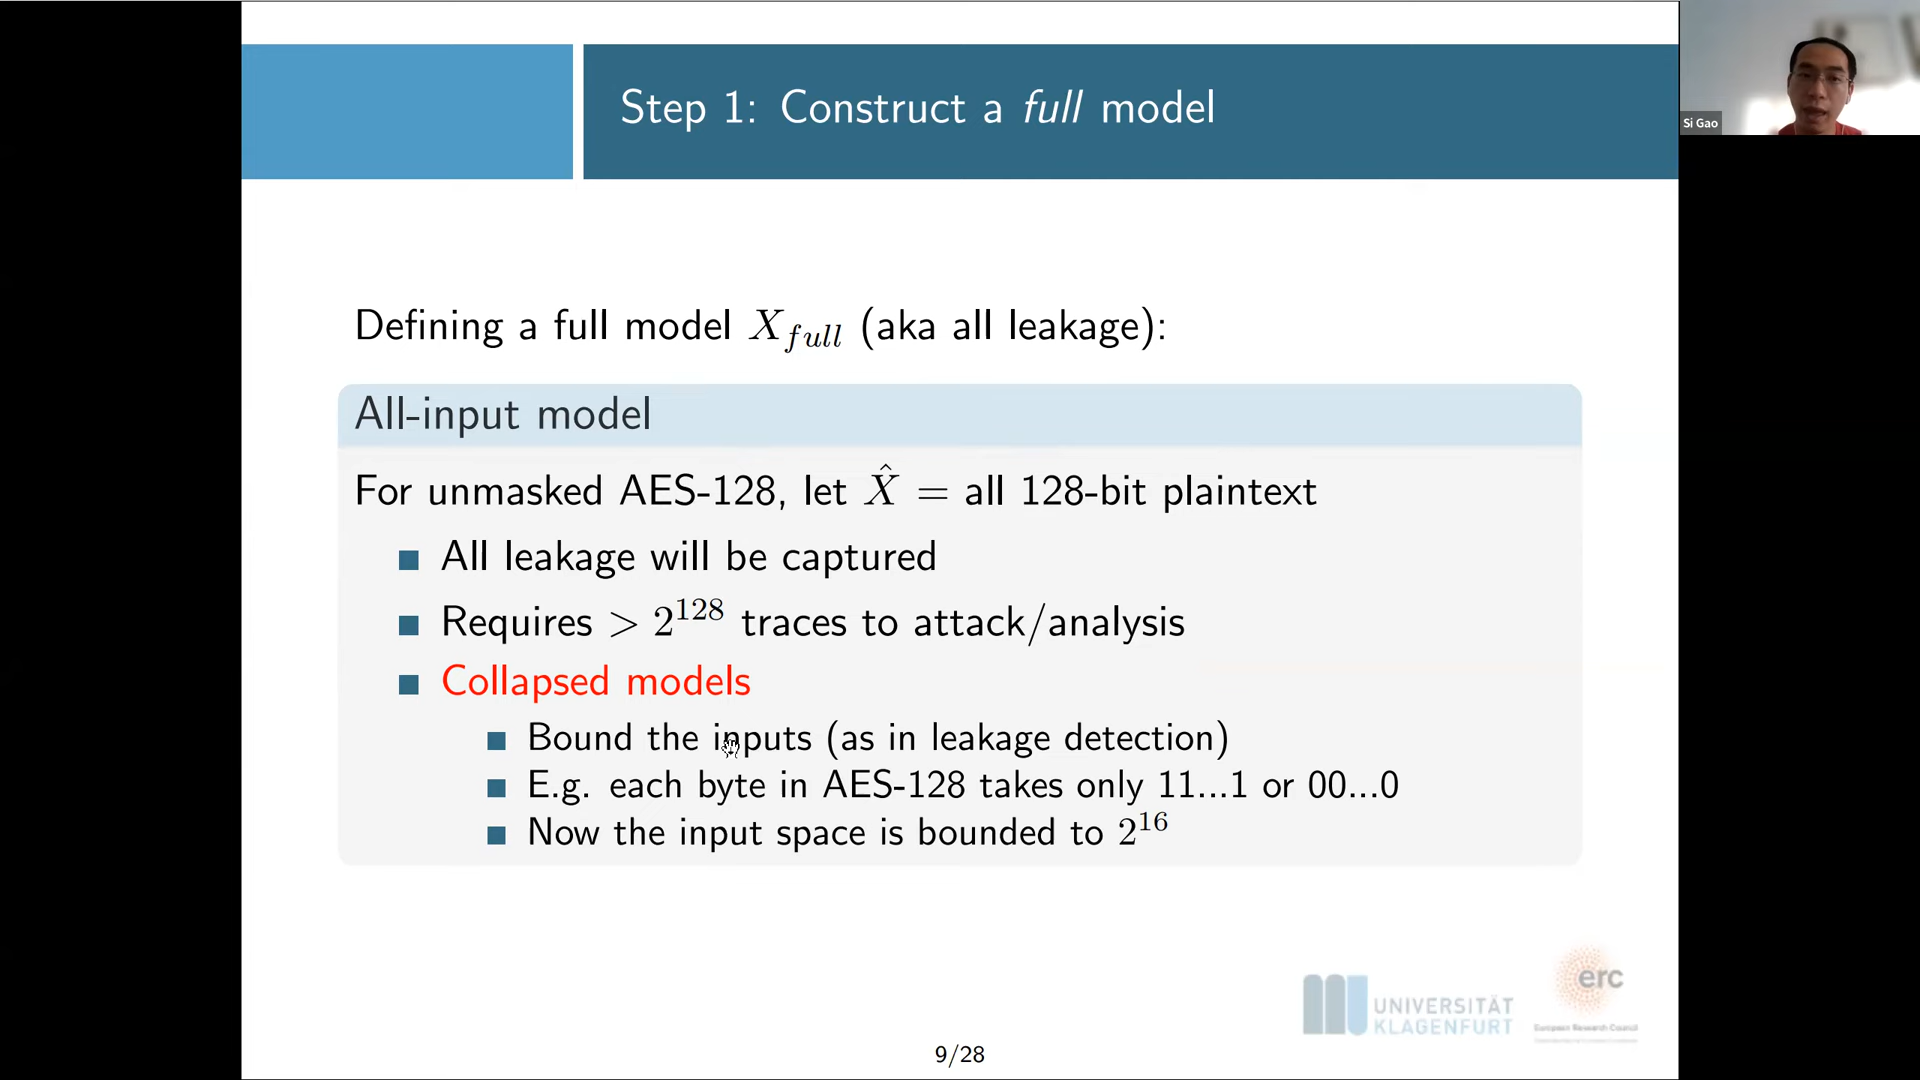 Step 1: Construct a full model
Si Gao
Defining a full model X_full (aka all leakage):
All-input model
For unmasked AES-128, let X̂ = all 128-bit plaintext
All leakage will be captured
Requires > 2^128 traces to attack/analysis
Collapsed models
Bound the inputs (as in leakage detection)
E.g. each byte in AES-128 takes only 11...1 or 00...0
Now the input space is bounded to 2^16
UNIVERSITÄT
KLAGENFURT
erc
European Research Council
9/28